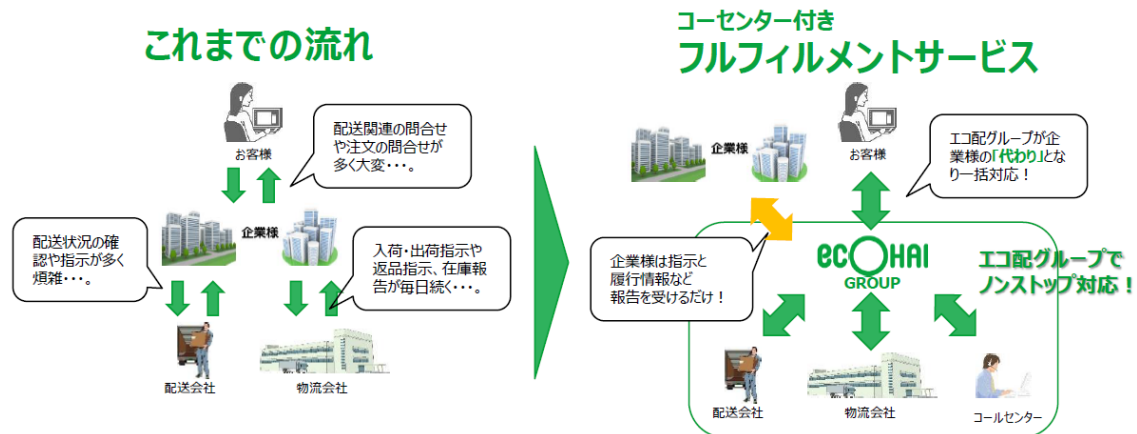 これまでの流れ
お客様
配送関連の問合せ
や注文の問合せが
多く大変・・・。
企業様
配送状況の確
認や指示が多く
煩雑・・・。
入荷・出荷指示や
返品指示、在庫報
告が毎日続く・・・。
配送会社
物流会社
コーセンター付き
フルフィルメントサービス
企業様
お客様
エコ配グループが企
業様の「代わり」とな
り一括対応！
企業様は指示と
履行情報など
報告を受けるだけ！
ecoHAI
GROUP
エコ配グループで
ノンストップ対応！
配送会社
物流会社
コールセンター